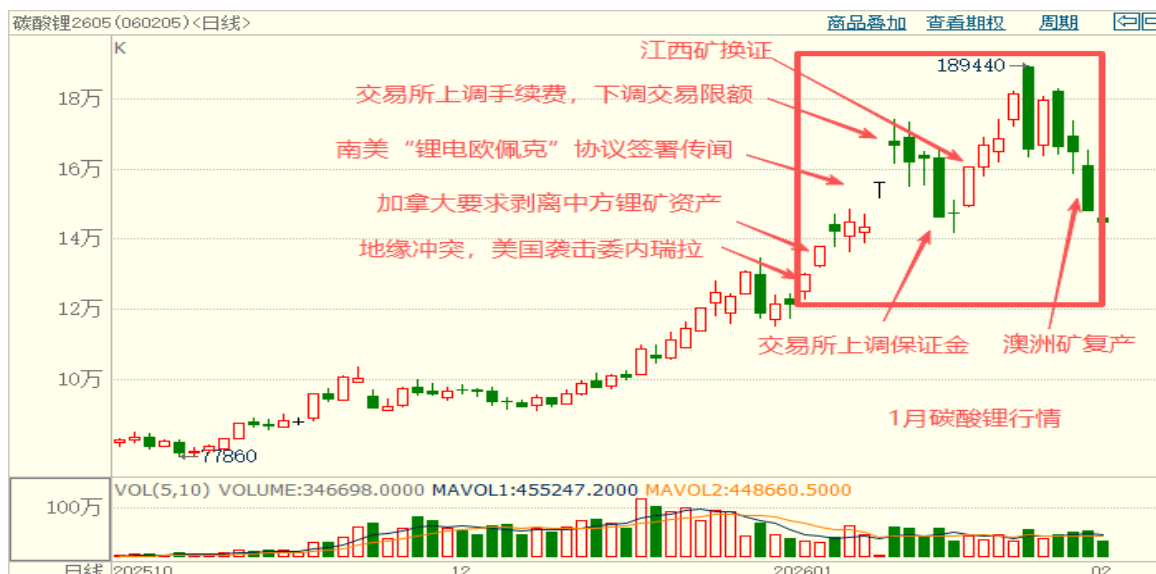 碳酸锂2605(060205)<日线>
商品叠加 查看期权 周期
K
江西矿换证
189440
18万
交易所上调手续费，下调交易限额
南美“锂电欧佩克”协议签署传闻
16万
加拿大要求剥离中方锂矿资产
14万
地缘冲突，美国袭击委内瑞拉
12万
交易所上调保证金
澳洲矿复产
10万
1月碳酸锂行情
77860
VOL(5,10) VOLUME:346698.0000 MAVOL1:455247.2000 MAVOL2:448660.5000
100万
日线 202510 12 202601 02